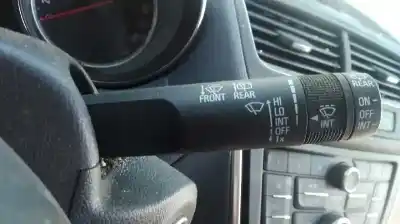 FRONT REAR
HI
LO
INT
OFF
1x
INT
REAR
ON
OFF
INT